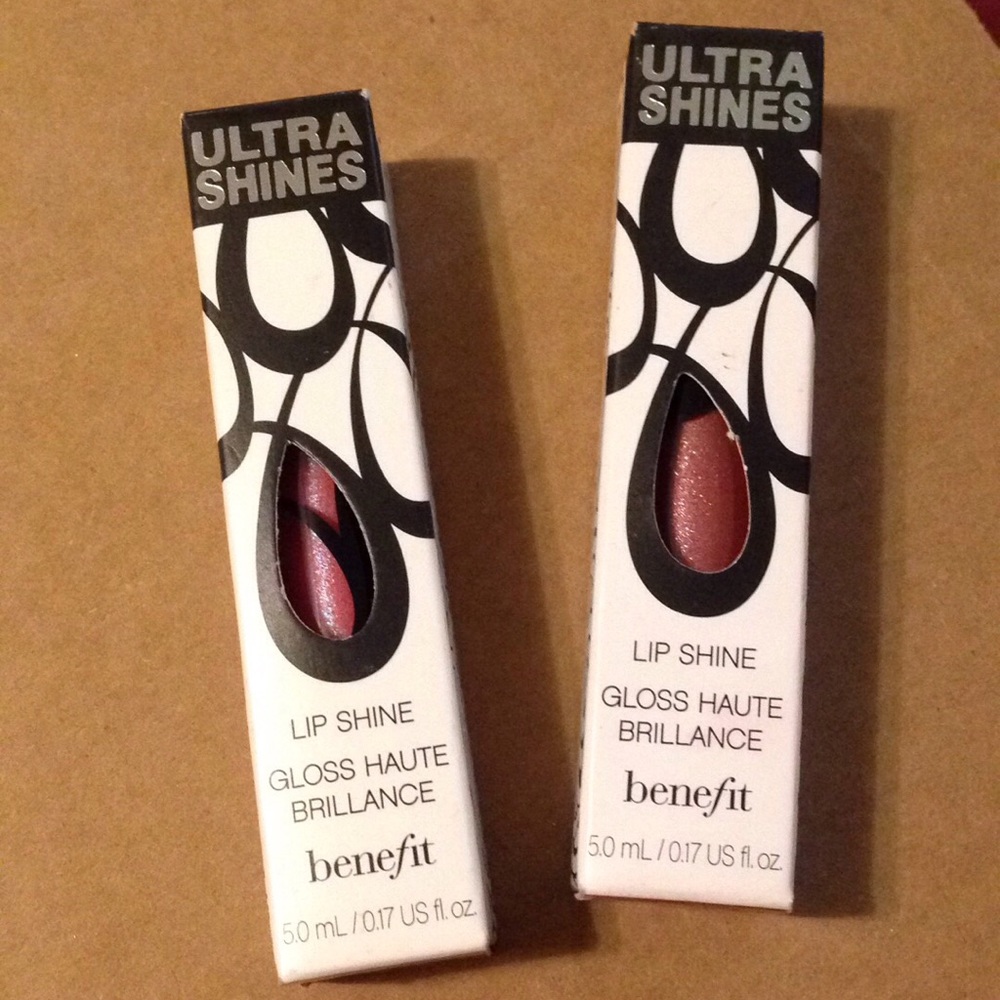 ULTRA
SHINES
LIP SHINE
GLOSS HAUTE
BRILLANCE
benefit
5.0 mL / 0.17 US fl. oz.
ULTRA
SHINES
LIP SHINE
GLOSS HAUTE
BRILLANCE
benefit
5.0 mL / 0.17 US fl. oz.